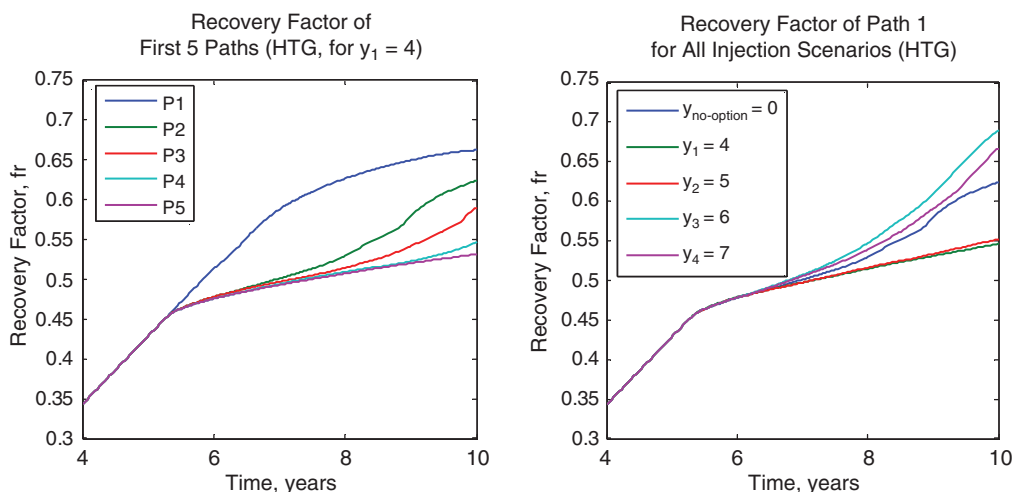 Recovery Factor of
First 5 Paths (HTG, for y₁ = 4)
0.75
0.7
0.65
0.6
0.55
0.5
0.45
0.4
0.35
0.3
Recovery Factor, fr
P1
P2
P3
P4
P5
4
6
8
10
Time, years
Recovery Factor of Path 1
for All Injection Scenarios (HTG)
0.75
0.7
0.65
0.6
0.55
0.5
0.45
0.4
0.35
0.3
Recovery Factor, fr
y no-option = 0
y₁ = 4
y₂ = 5
y₃ = 6
y₄ = 7
4
6
8
10
Time, years